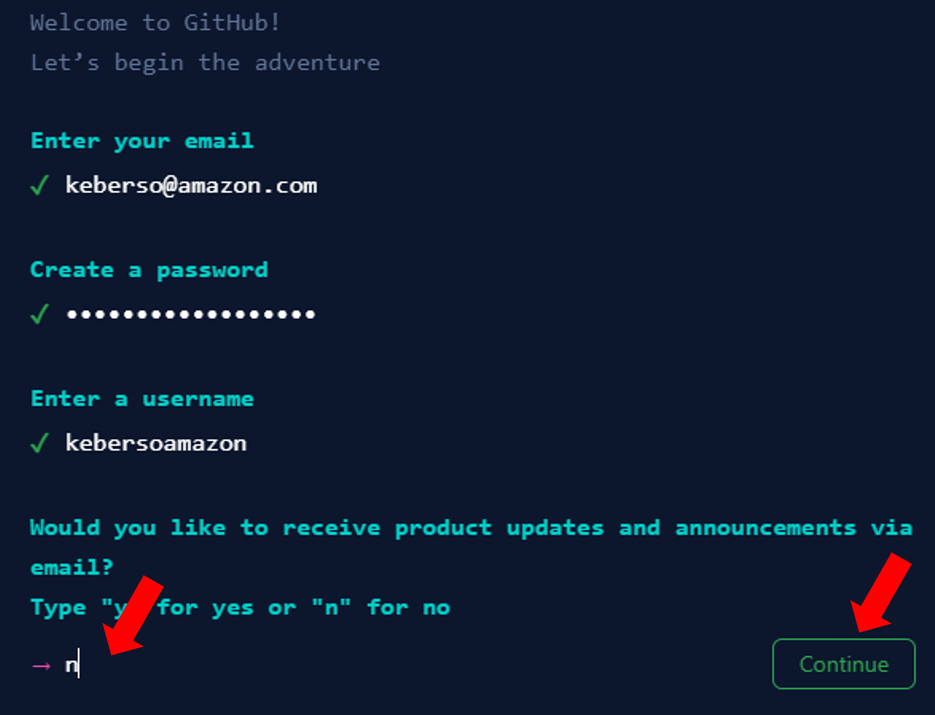 Welcome to GitHub!
Let’s begin the adventure
Enter your email
✓ keberso@amazon.com
Create a password
✓ ••••••••••••••••••
Enter a username
✓ kebersoamazon
Would you like to receive product updates and announcements via
email?
Type "y" for yes or "n" for no
→ n
Continue